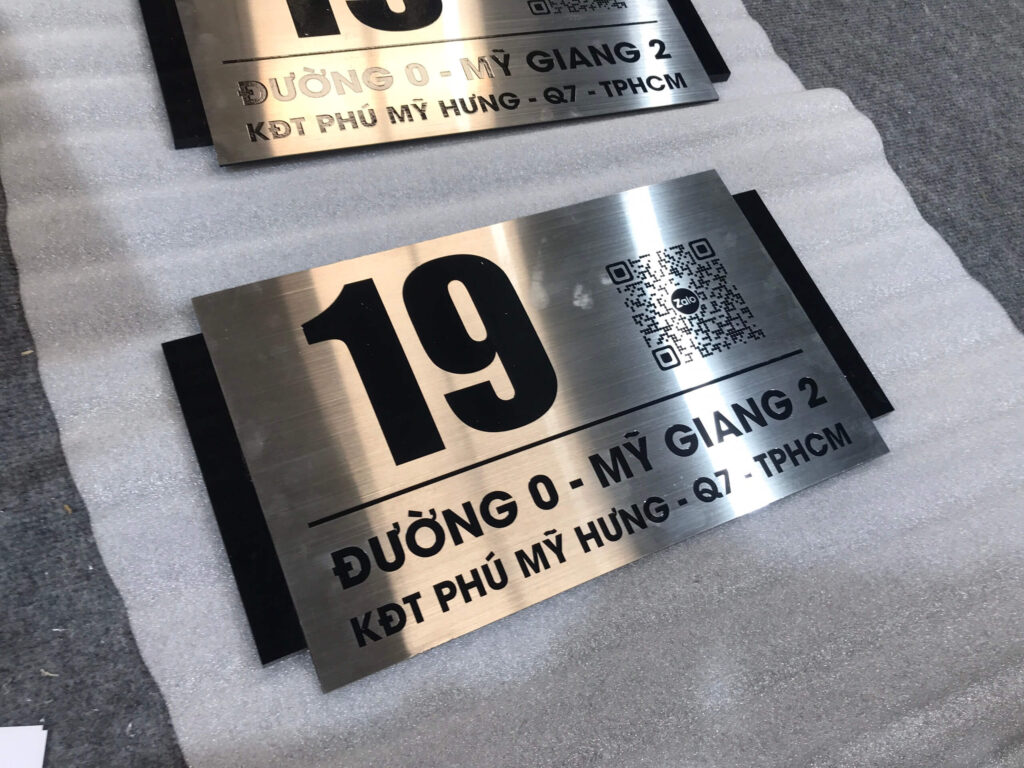 ĐƯỜNG 0 - MỸ GIANG 2
KĐT PHÚ MỸ HƯNG - Q7 - TPHCM
19
Zalo
ĐƯỜNG 0 - MỸ GIANG 2
KĐT PHÚ MỸ HƯNG - Q7 - TPHCM